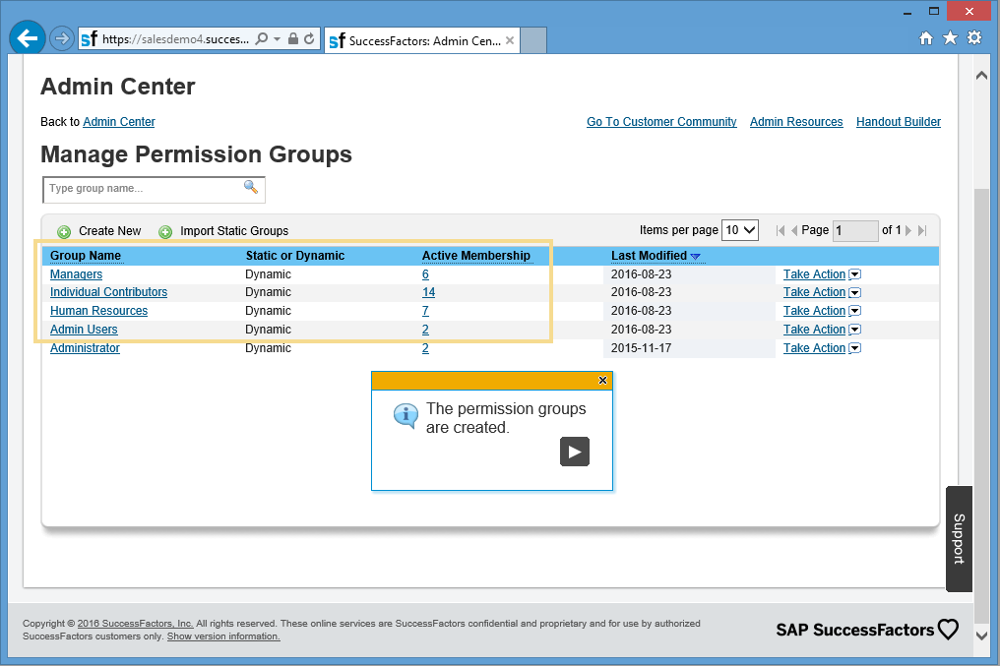 sf https://salesdemo4.succes...
sf SuccessFactors: Admin Cen...
Admin Center
Back to Admin Center
Go To Customer Community Admin Resources Handout Builder
Manage Permission Groups
Type group name...
Create New Import Static Groups
Items per page 10 Page 1 of 1
Group Name Static or Dynamic Active Membership Last Modified
Managers Dynamic 6 2016-08-23 Take Action
Individual Contributors Dynamic 14 2016-08-23 Take Action
Human Resources Dynamic 7 2016-08-23 Take Action
Admin Users Dynamic 2 2016-08-23 Take Action
Administrator Dynamic 2 2015-11-17 Take Action
The permission groups
are created.
Support
Copyright © 2016 SuccessFactors, Inc. All rights reserved. These online services are SuccessFactors confidential and proprietary and for use by authorized
SuccessFactors customers only. Show version information.
SAP SuccessFactors